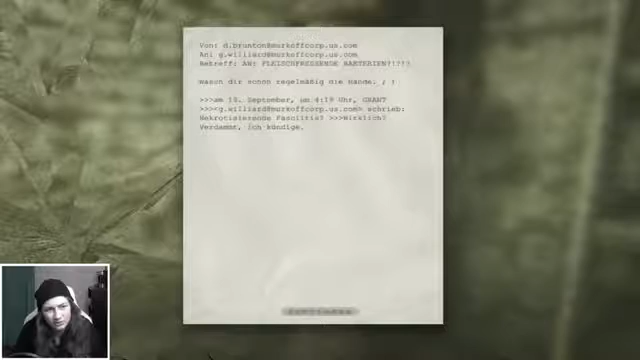 Von: d.brunton@murkoffcorp.us.com
An: g.williard@murkoffcorp.us.com
Betreff: AW: FLEISCHFRESSENDE BAKTERIEN?!???
Wasch dir schon regelmäßig die Hände. ; )
>>>am 10. September, um 4:19 Uhr, GRANT
>>><g.williard@murkoffcorp.us.com> schrieb:
Nekrotisierende Fasciitis? >>>Wirklich?
Verdammt, ich kündige.